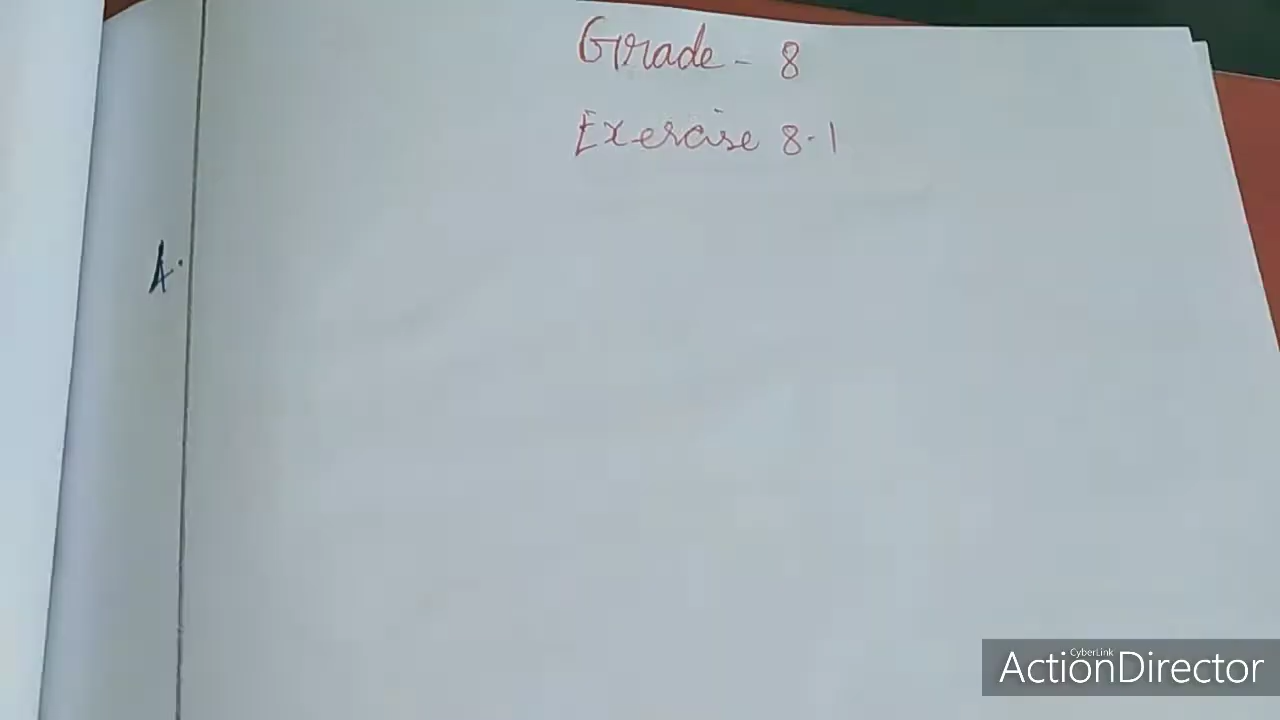 Grade - 8
Exercise 8.1
A.
CyberLink
ActionDirector